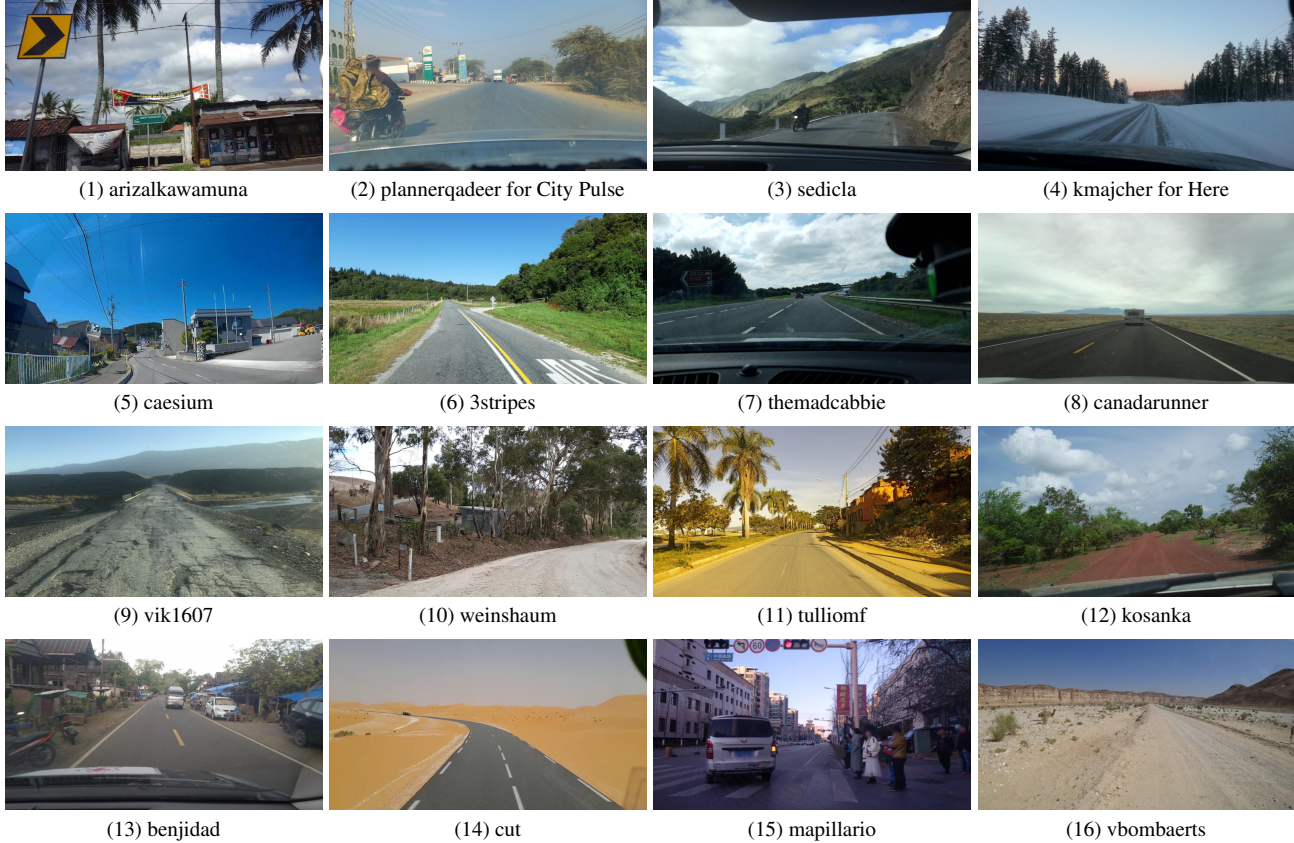 (1) arizalkawamuna
(2) plannerqadeer for City Pulse
(3) sedicla
(4) kmajcher for Here
(5) caesium
(6) 3stripes
(7) themadcabbie
(8) canadarunner
(9) vik1607
(10) weinshaum
(11) tulliomf
(12) kosanka
(13) benjidad
(14) cut
60
(15) mapillario
(16) vbombaerts